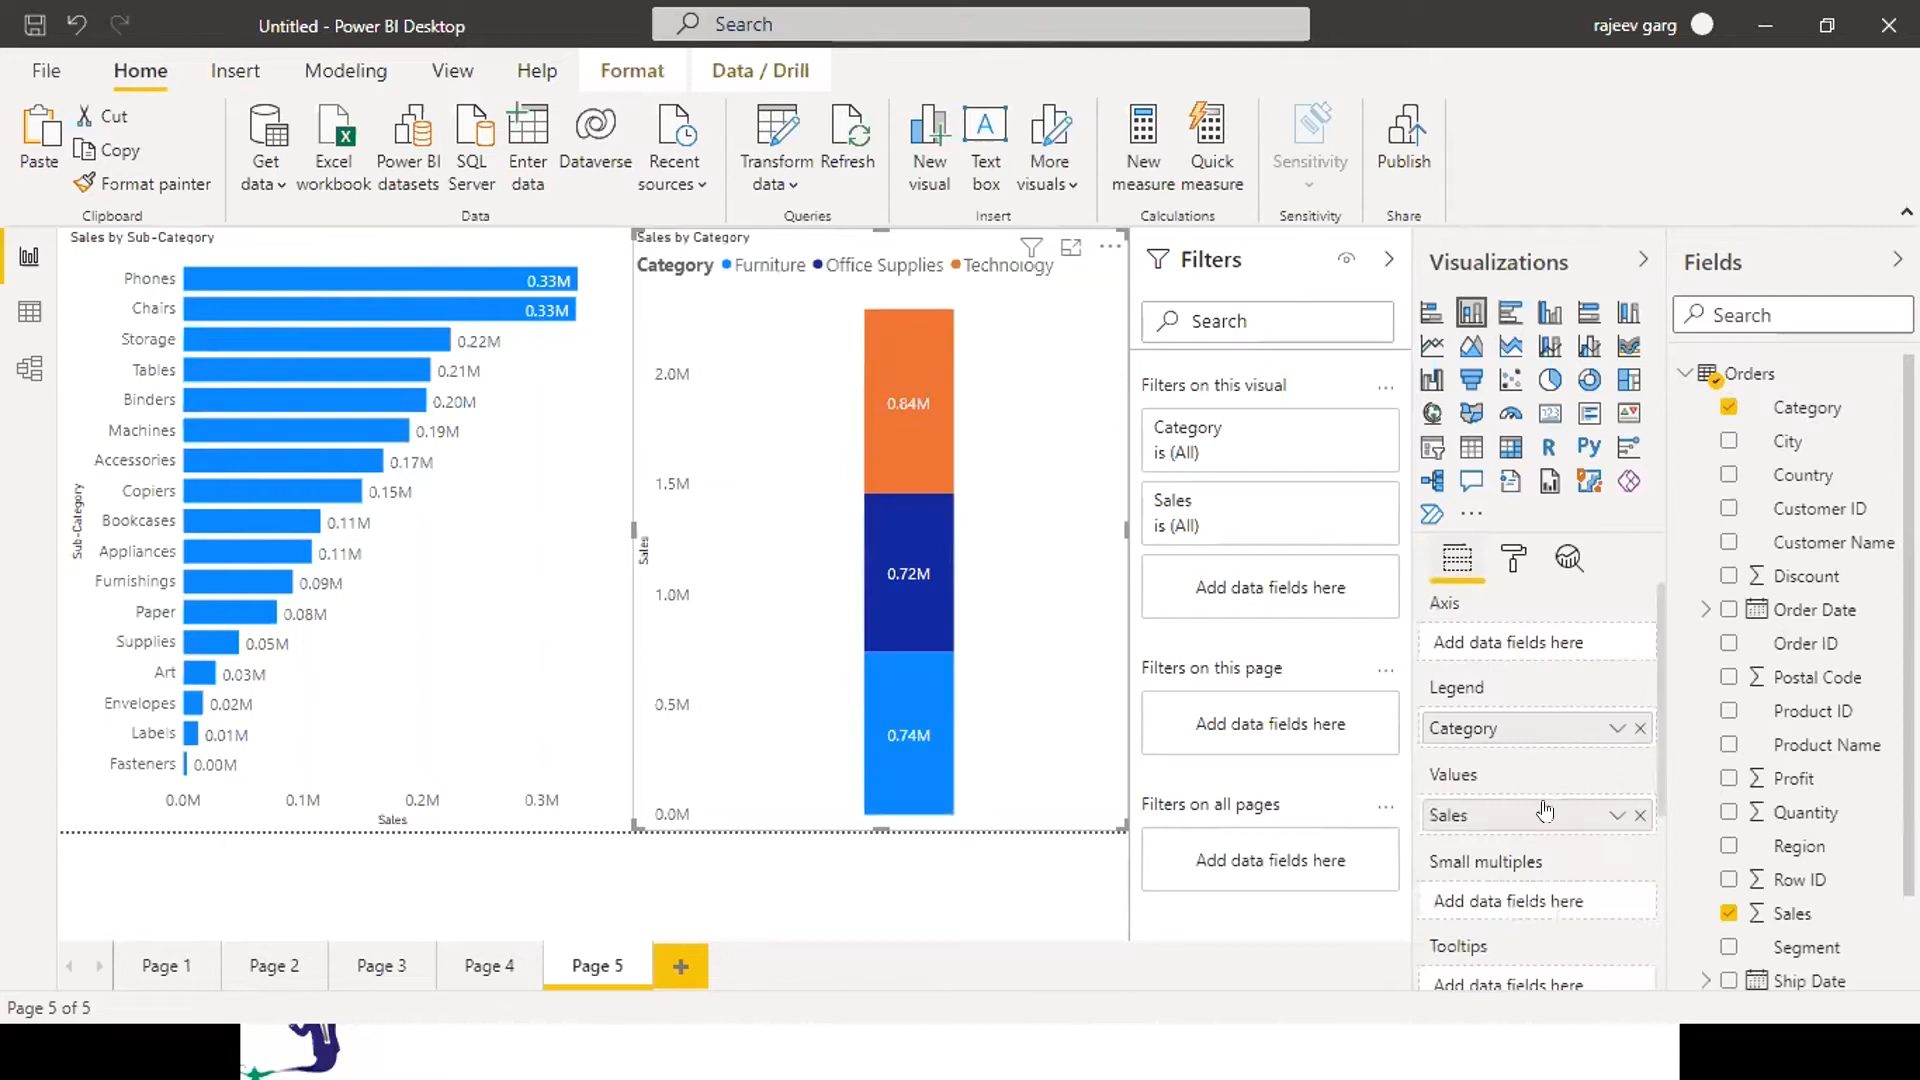 Untitled - Power BI Desktop
Search
rajeev garg
File
Home
Insert
Modeling
View
Help
Format
Data / Drill
Paste
Cut
Copy
Format painter
Clipboard
Get data
Excel workbook
Power BI datasets
SQL Server
Enter data
Dataverse
Recent sources
Data
Transform data
Refresh
Queries
New visual
Text box
More visuals
Insert
New measure
Quick measure
Calculations
Sensitivity
Sensitivity
Publish
Share
Sales by Sub-Category
Sub-Category
Phones 0.33M
Chairs 0.33M
Storage 0.22M
Tables 0.21M
Binders 0.20M
Machines 0.19M
Accessories 0.17M
Copiers 0.15M
Bookcases 0.11M
Appliances 0.11M
Furnishings 0.09M
Paper 0.08M
Supplies 0.05M
Art 0.03M
Envelopes 0.02M
Labels 0.01M
Fasteners 0.00M
0.0M 0.1M 0.2M 0.3M
Sales
Sales by Category
Category Furniture Office Supplies Technology
Sales
2.0M
1.5M
1.0M
0.5M
0.0M
0.84M
0.72M
0.74M
Filters
Search
Filters on this visual
Category
is (All)
Sales
is (All)
Add data fields here
Filters on this page
Add data fields here
Filters on all pages
Add data fields here
Visualizations
R
Py
Axis
Add data fields here
Legend
Category
Values
Sales
Small multiples
Add data fields here
Tooltips
Add data fields here
Fields
Search
Orders
Category
City
Country
Customer ID
Customer Name
Discount
Order Date
Order ID
Postal Code
Product ID
Product Name
Profit
Quantity
Region
Row ID
Sales
Segment
Ship Date
Page 1
Page 2
Page 3
Page 4
Page 5
Page 5 of 5